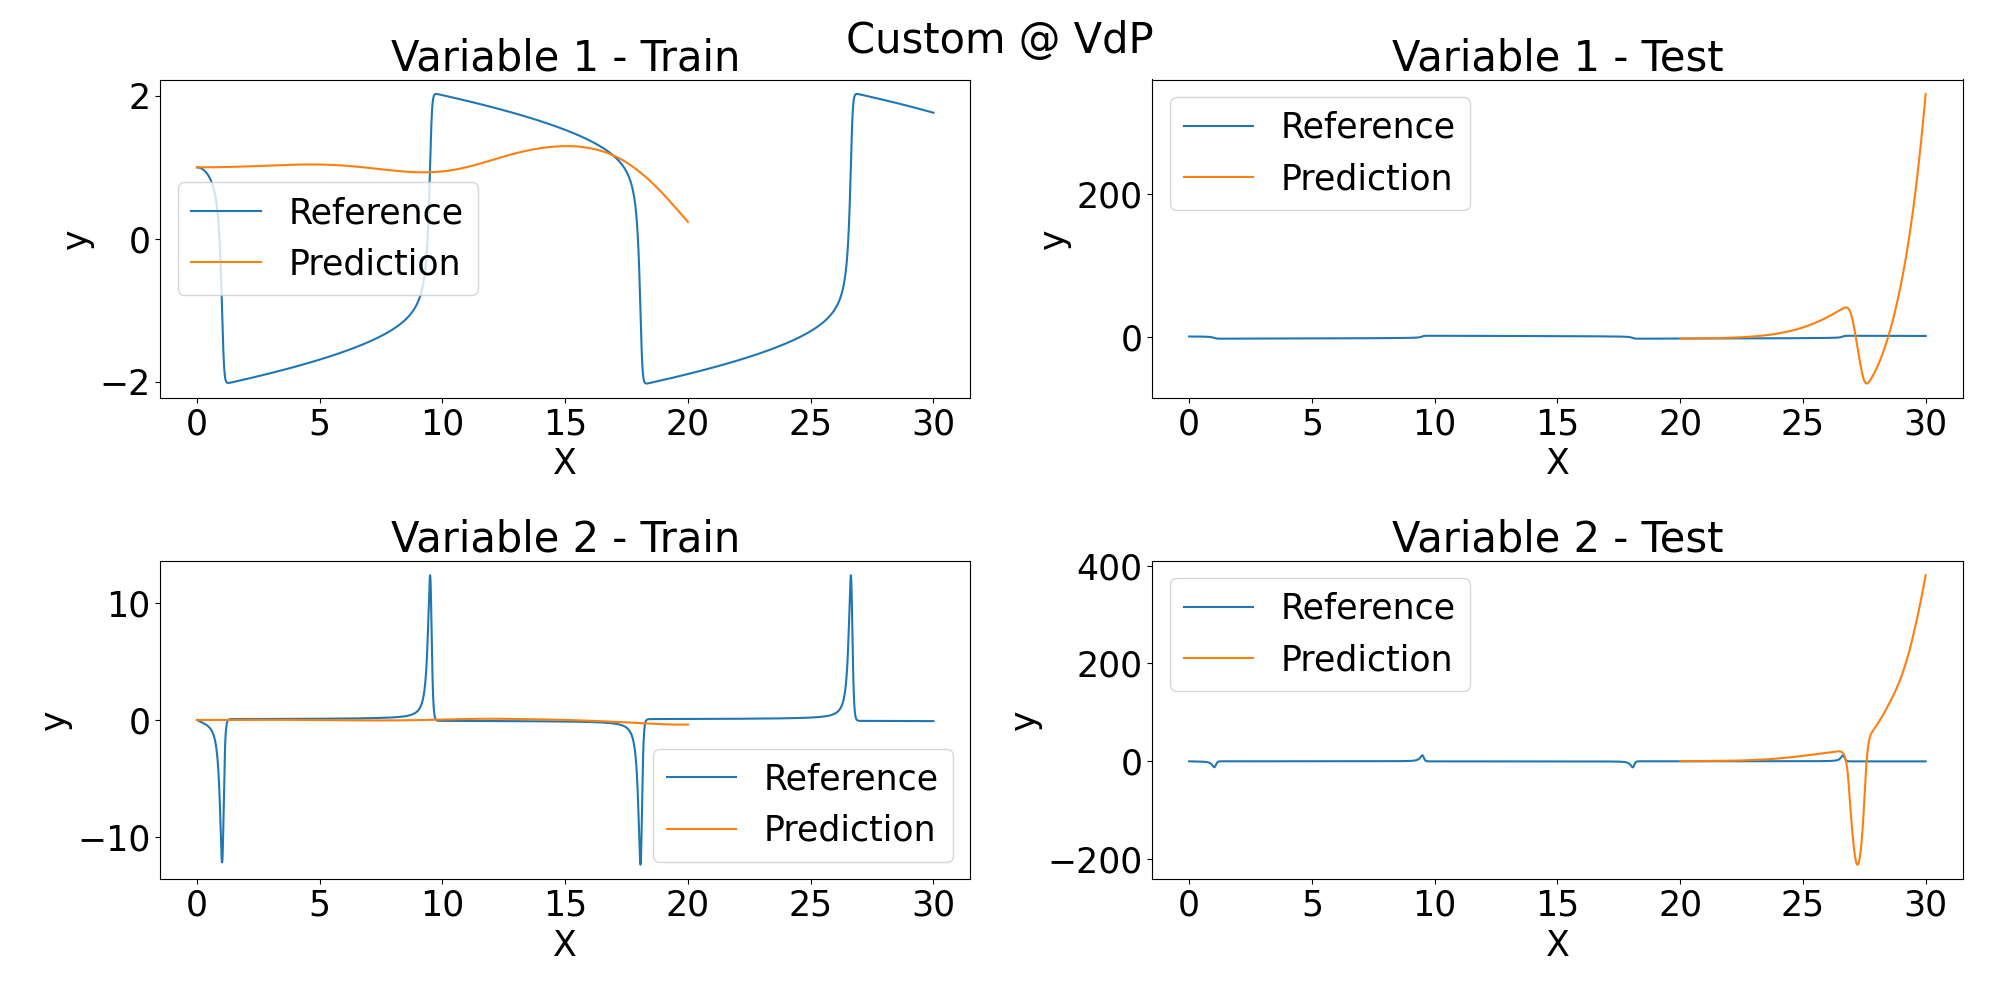 Custom @ VdP
Variable 1 - Train
2
0
−2
y
Reference
Prediction
0 5 10 15 20 25 30
X
Variable 1 - Test
200
0
y
Reference
Prediction
0 5 10 15 20 25 30
X
Variable 2 - Train
10
0
−10
y
Reference
Prediction
0 5 10 15 20 25 30
X
Variable 2 - Test
400
200
0
−200
y
Reference
Prediction
0 5 10 15 20 25 30
X